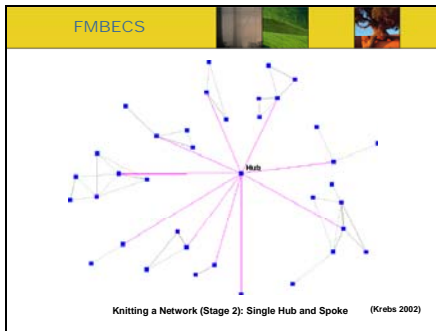 FMBECS
Hub
Knitting a Network (Stage 2): Single Hub and Spoke (Krebs 2002)